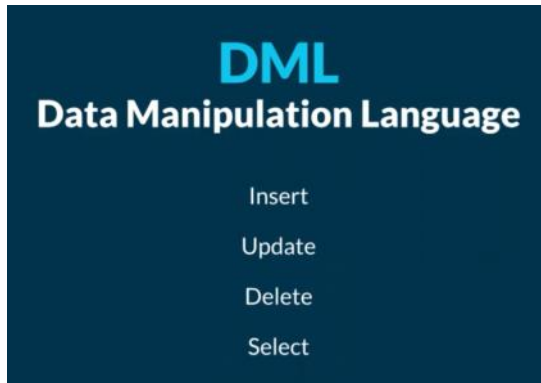 DML
Data Manipulation Language
Insert
Update
Delete
Select